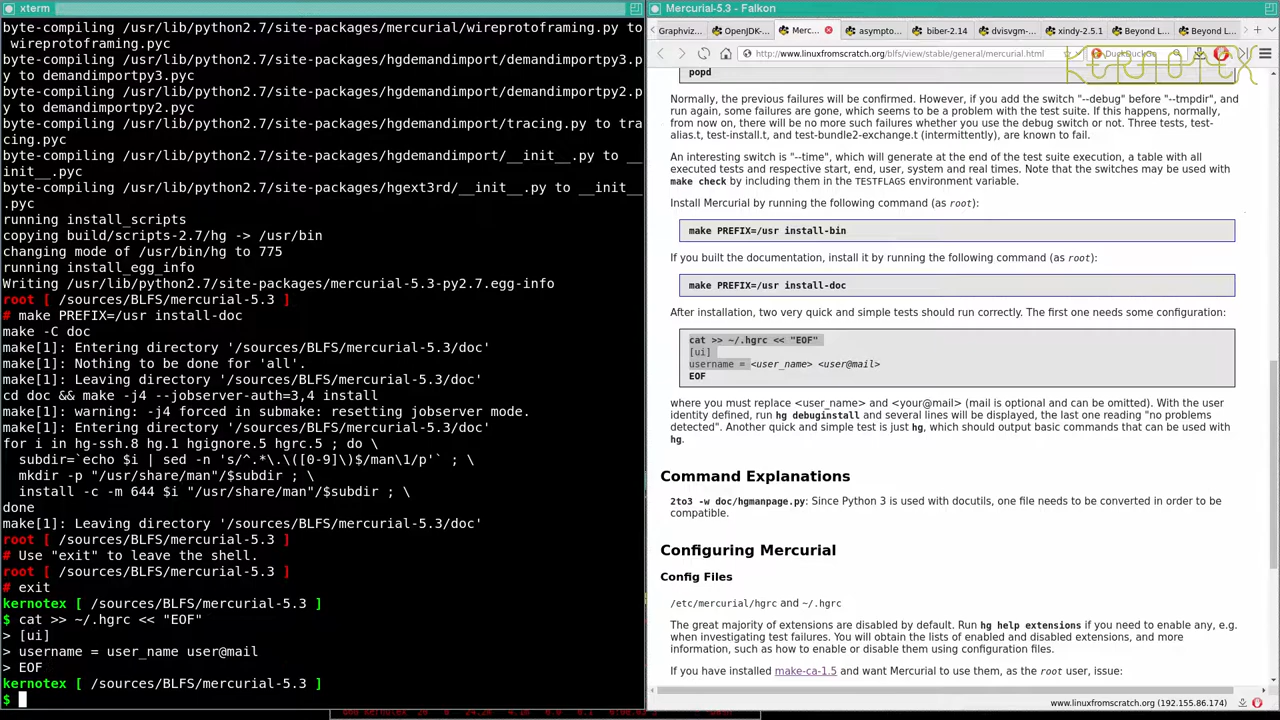 xterm
byte-compiling /usr/lib/python2.7/site-packages/mercurial/wireprotoframing.py to
wireprotoframing.pyc
byte-compiling /usr/lib/python2.7/site-packages/hgdemandimport/demandimportpy3.p
y to demandimportpy3.pyc
byte-compiling /usr/lib/python2.7/site-packages/hgdemandimport/demandimportpy2.p
y to demandimportpy2.pyc
byte-compiling /usr/lib/python2.7/site-packages/hgdemandimport/tracing.py to tra
cing.pyc
byte-compiling /usr/lib/python2.7/site-packages/hgdemandimport/__init__.py to __
init__.pyc
byte-compiling /usr/lib/python2.7/site-packages/hgext3rd/__init__.py to __init__
.pyc
running install_scripts
copying build/scripts-2.7/hg -> /usr/bin
changing mode of /usr/bin/hg to 775
running install_egg_info
Writing /usr/lib/python2.7/site-packages/mercurial-5.3-py2.7.egg-info
root [ /sources/BLFS/mercurial-5.3 ]
# make PREFIX=/usr install-doc
make -C doc
make[1]: Entering directory '/sources/BLFS/mercurial-5.3/doc'
make[1]: Nothing to be done for 'all'.
make[1]: Leaving directory '/sources/BLFS/mercurial-5.3/doc'
cd doc && make -j4 --jobserver-auth=3,4 install
make[1]: warning: -j4 forced in submake: resetting jobserver mode.
make[1]: Entering directory '/sources/BLFS/mercurial-5.3/doc'
for i in hg-ssh.8 hg.1 hgignore.5 hgrc.5 ; do \
subdir=`echo $i | sed -n 's/^.*\.\([0-9]\)$/man\1/p'` ; \
mkdir -p "/usr/share/man"/$subdir ; \
install -c -m 644 $i "/usr/share/man"/$subdir ; \
done
make[1]: Leaving directory '/sources/BLFS/mercurial-5.3/doc'
root [ /sources/BLFS/mercurial-5.3 ]
# Use "exit" to leave the shell.
root [ /sources/BLFS/mercurial-5.3 ]
# exit
kernotex [ /sources/BLFS/mercurial-5.3 ]
$ cat >> ~/.hgrc << "EOF"
> [ui]
> username = user_name user@mail
> EOF
kernotex [ /sources/BLFS/mercurial-5.3 ]
$
Mercurial-5.3 - Falkon
Graphviz... OpenJDK-... Merc... asympto... biber-2.14 dvisvgm-... xindy-2.5.1 Beyond L... Beyond L...
http://www.linuxfromscratch.org/blfs/view/stable/general/mercurial.html DuckDuckGo
KERNOTEX
popd
Normally, the previous failures will be confirmed. However, if you add the switch "--debug" before "--tmpdir", and
run again, some failures are gone, which seems to be a problem with the test suite. If this happens, normally,
from now on, there will be no more such failures whether you use the debug switch or not. Three tests, test-
alias.t, test-install.t, and test-bundle2-exchange.t (intermittently), are known to fail.
An interesting switch is "--time", which will generate at the end of the test suite execution, a table with all
executed tests and respective start, end, user, system and real times. Note that the switches may be used with
make check by including them in the TESTFLAGS environment variable.
Install Mercurial by running the following command (as root):
make PREFIX=/usr install-bin
If you built the documentation, install it by running the following command (as root):
make PREFIX=/usr install-doc
After installation, two very quick and simple tests should run correctly. The first one needs some configuration:
cat >> ~/.hgrc << "EOF"
[ui]
username = <user_name> <user@mail>
EOF
where you must replace <user_name> and <your@mail> (mail is optional and can be omitted). With the user
identity defined, run hg debuginstall and several lines will be displayed, the last one reading "no problems
detected". Another quick and simple test is just hg, which should output basic commands that can be used with
hg.
Command Explanations
2to3 -w doc/hgmanpage.py: Since Python 3 is used with docutils, one file needs to be converted in order to be
compatible.
Configuring Mercurial
Config Files
/etc/mercurial/hgrc and ~/.hgrc
The great majority of extensions are disabled by default. Run hg help extensions if you need to enable any, e.g.
when investigating test failures. You will obtain the lists of enabled and disabled extensions, and more
information, such as how to enable or disable them using configuration files.
If you have installed make-ca-1.5 and want Mercurial to use them, as the root user, issue:
www.linuxfromscratch.org (192.155.86.174)